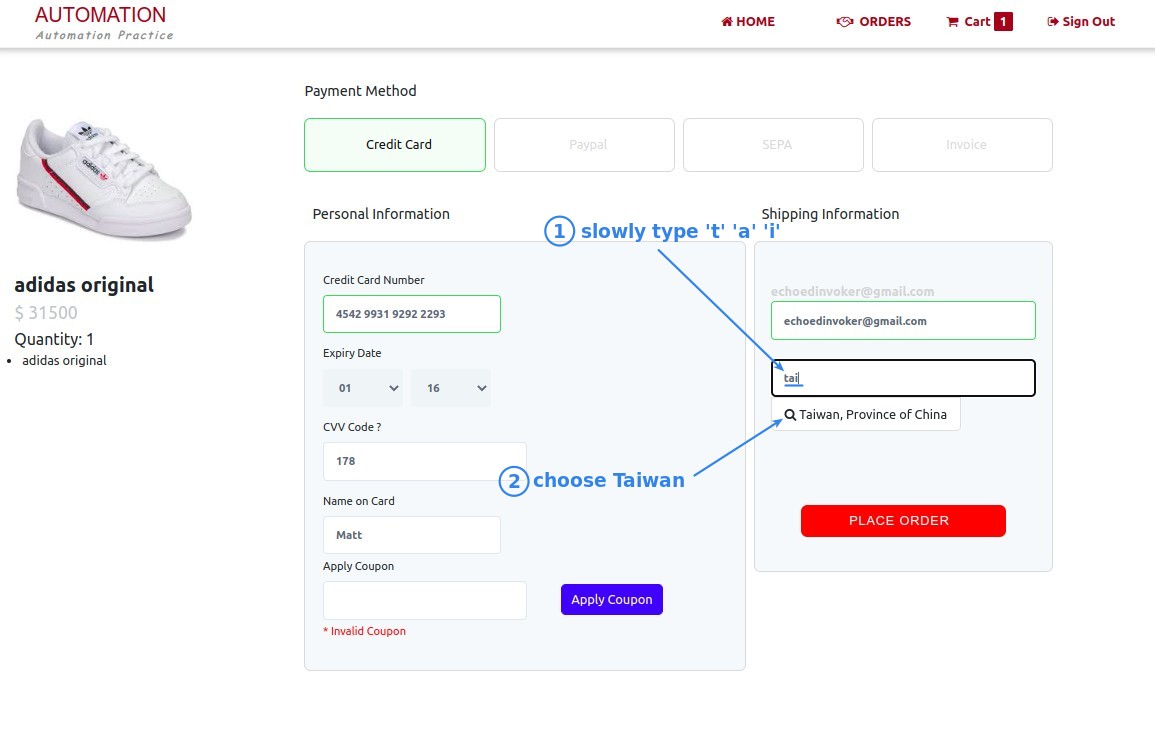 AUTOMATION
Automation Practice
HOME
ORDERS
Cart 1
Sign Out
Payment Method
Credit Card
Paypal
SEPA
Invoice
adidas original
$ 31500
Quantity: 1
adidas original
Personal Information
Credit Card Number
4542 9931 9292 2293
Expiry Date
01
16
CVV Code ?
178
Name on Card
Matt
Apply Coupon
Apply Coupon
* Invalid Coupon
1 slowly type 't' 'a' 'i'
2 choose Taiwan
Shipping Information
echoedinvoker@gmail.com
echoedinvoker@gmail.com
tai
Taiwan, Province of China
PLACE ORDER